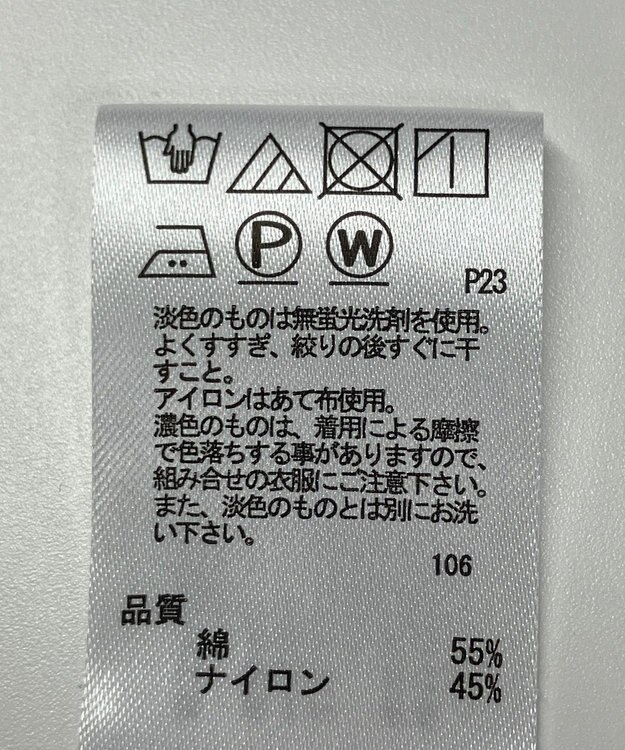 P W
P23
淡色のものは無蛍光洗剤を使用。
よくすすぎ、絞りの後すぐに干
すこと。
アイロンはあて布使用。
濃色のものは、着用による摩擦
で色落ちする事がありますので、
組み合せの衣服にご注意下さい。
また、淡色のものとは別にお洗
い下さい。
106
品質
綿 55%
ナイロン 45%